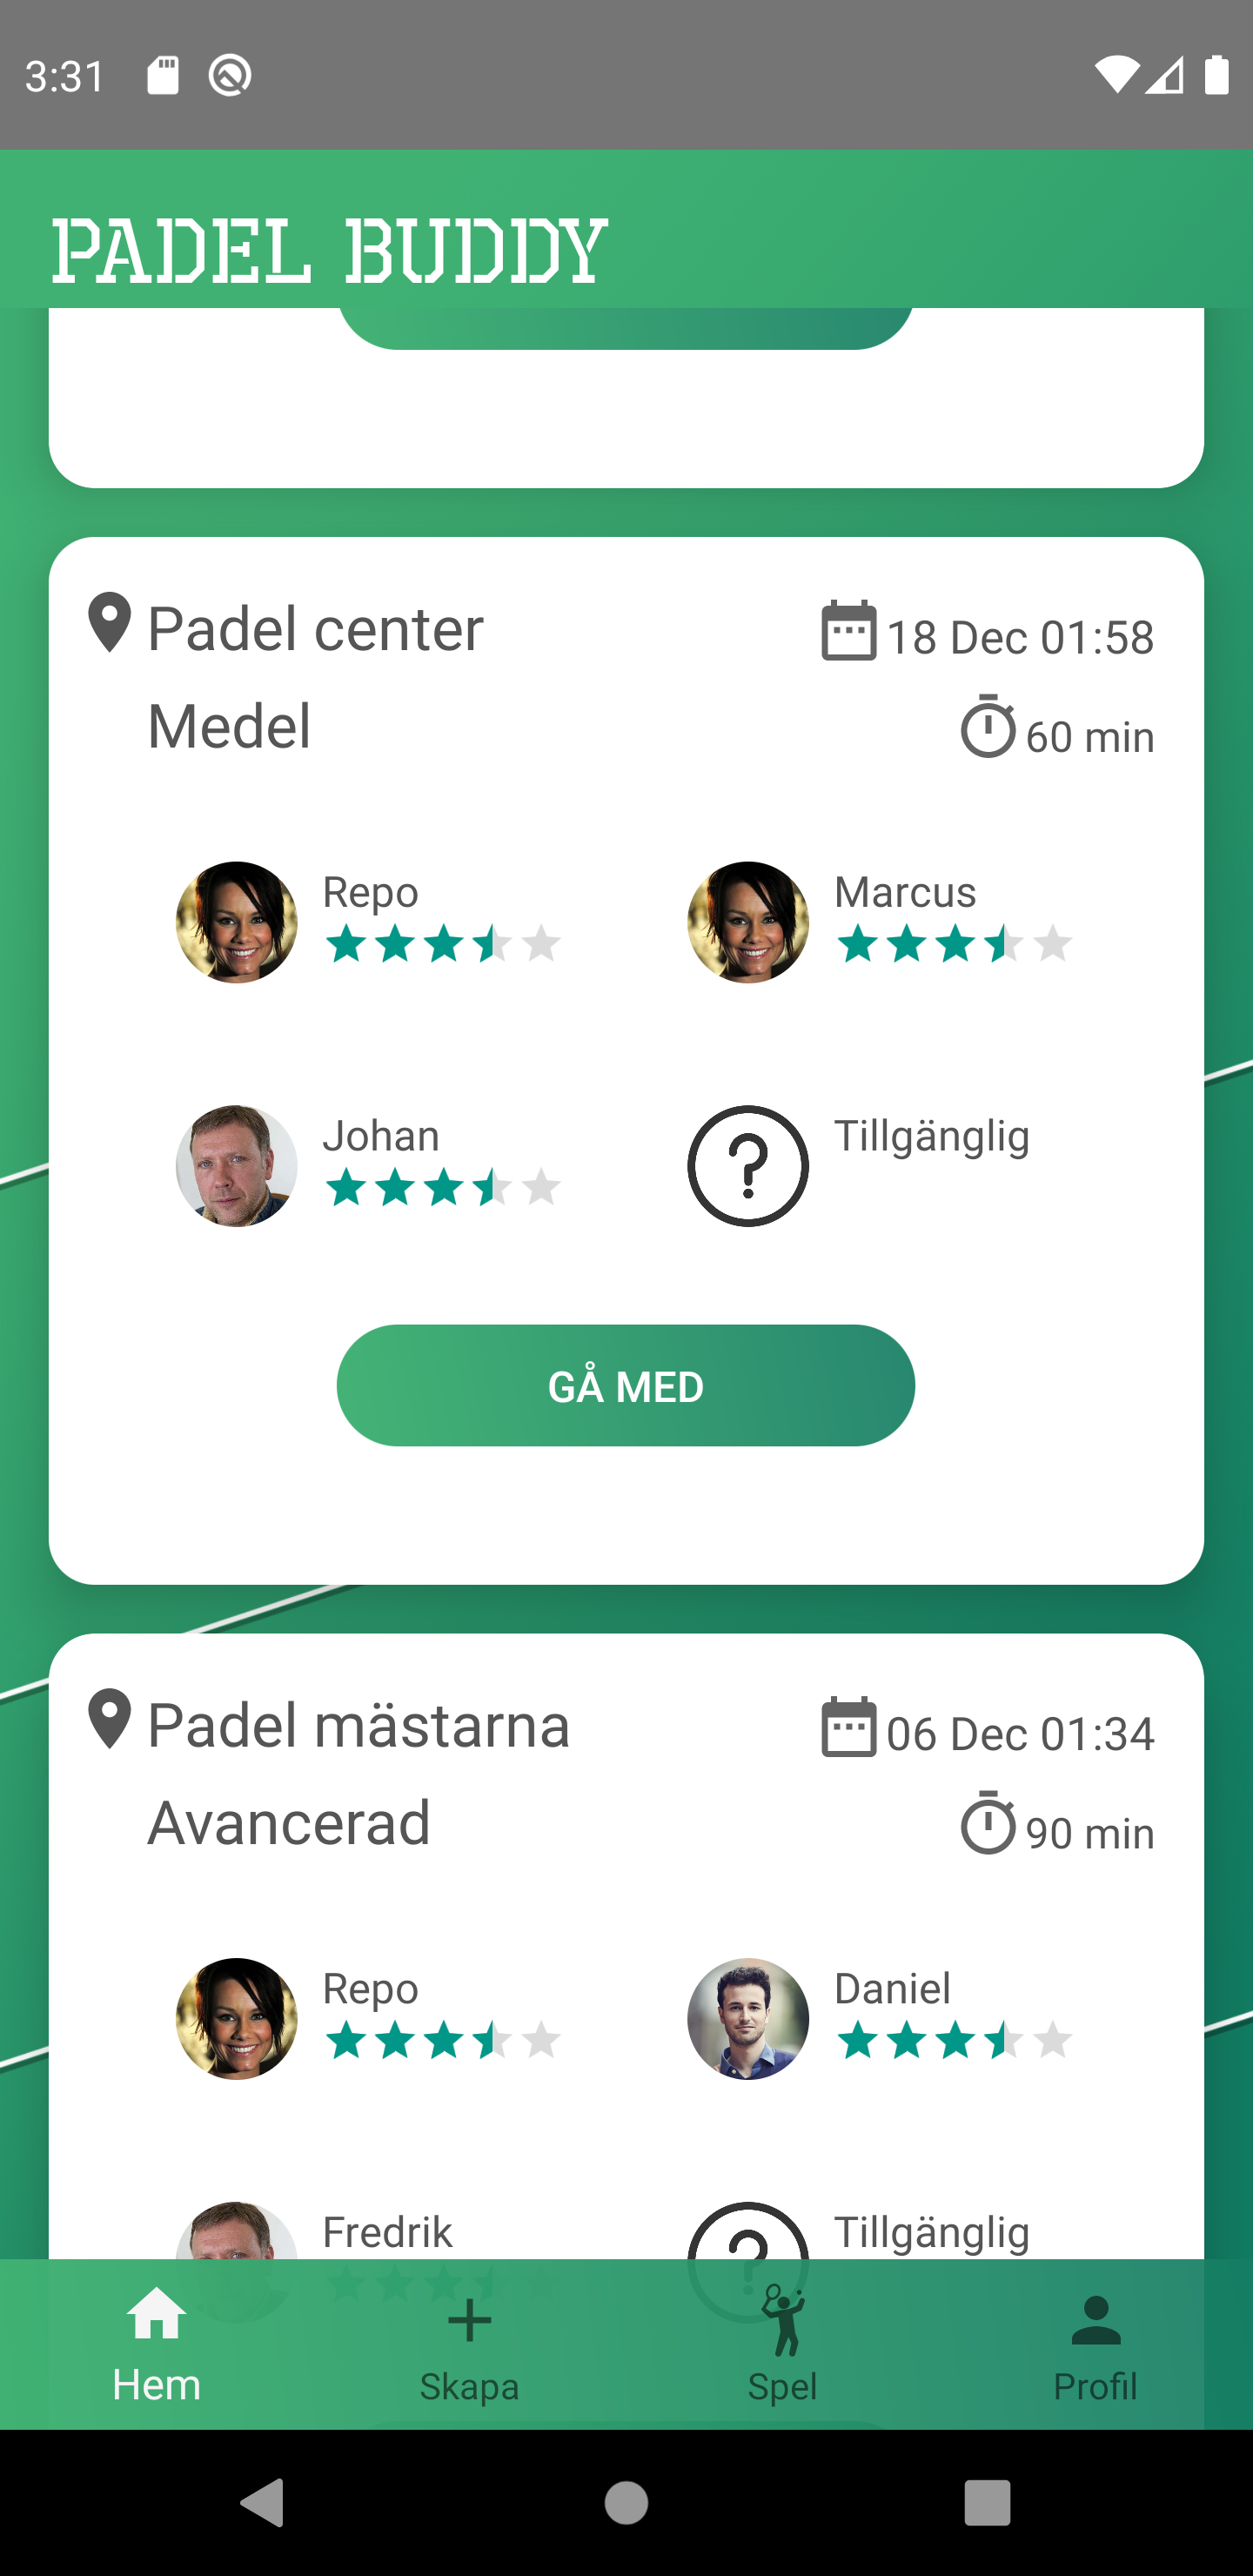 3:31
PADEL BUDDY
Padel center
18 Dec 01:58
Medel
60 min
Repo
Marcus
Johan
Tillgänglig
GÅ MED
Padel mästarna
06 Dec 01:34
Avancerad
90 min
Repo
Daniel
Fredrik
Tillgänglig
Hem
Skapa
Spel
Profil